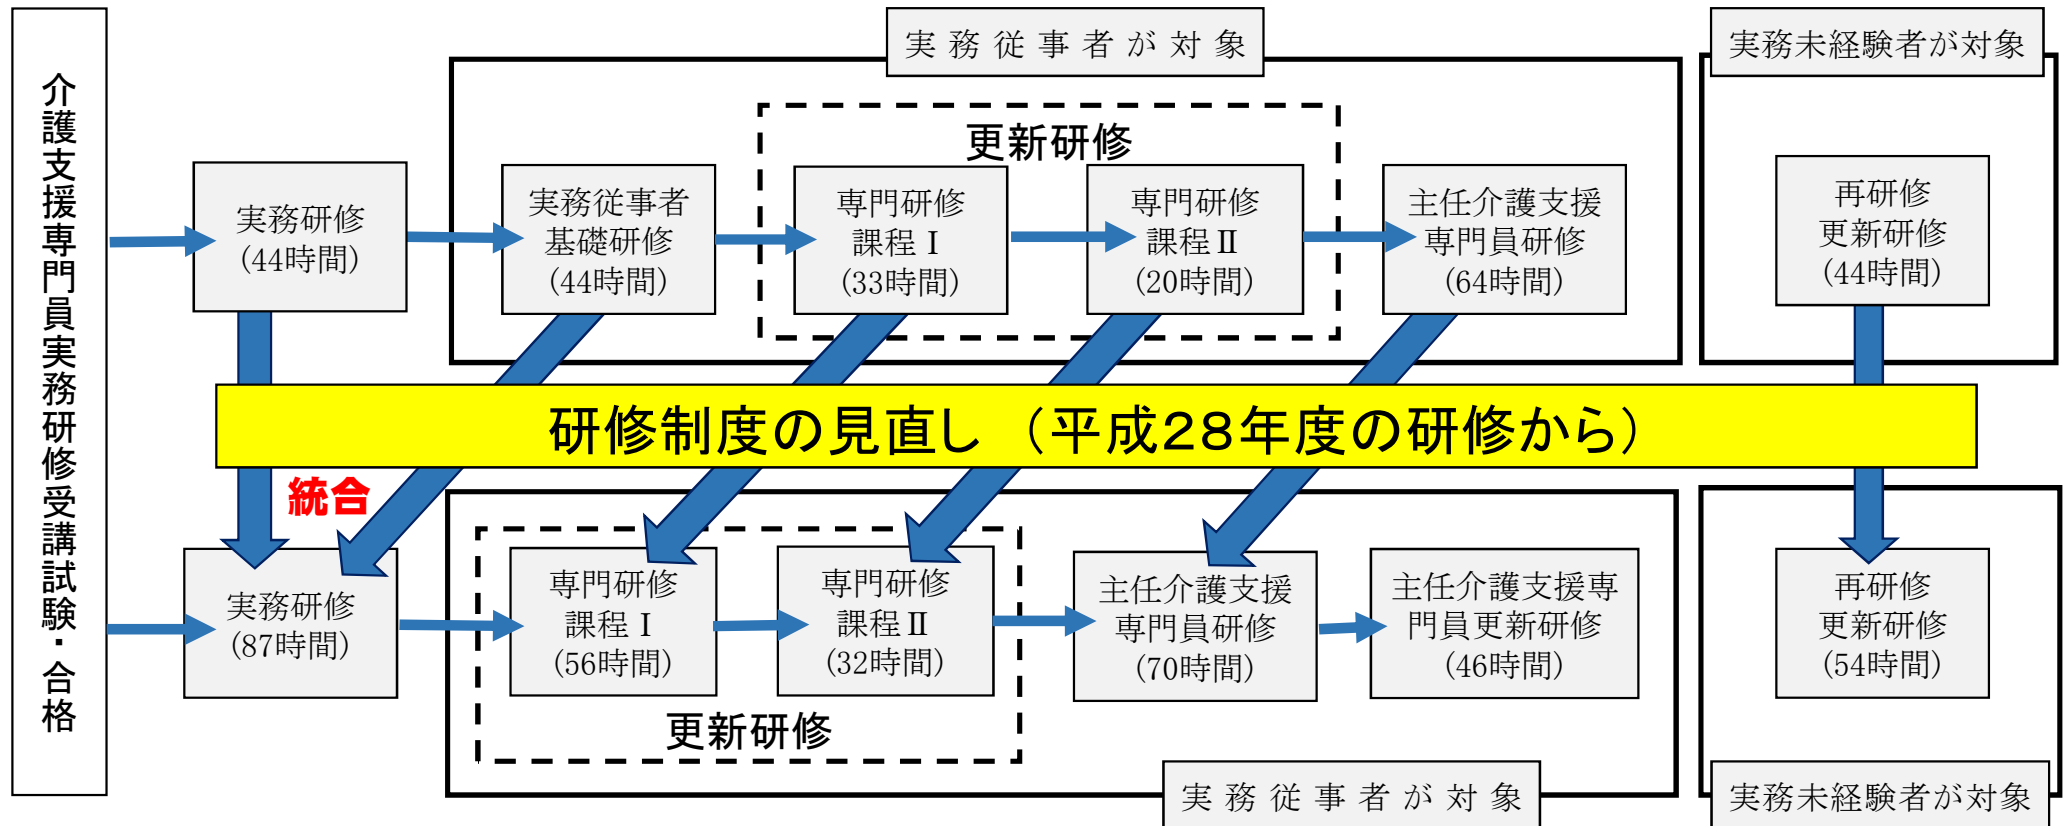 介護支援専門員実務研修受講試験・合格
実務従事者が対象
実務未経験者が対象
更新研修
実務研修
(44時間)
実務従事者
基礎研修
(44時間)
専門研修
課程Ⅰ
(33時間)
専門研修
課程Ⅱ
(20時間)
主任介護支援
専門員研修
(64時間)
再研修
更新研修
(44時間)
研修制度の見直し （平成２８年度の研修から）
統合
実務研修
(87時間)
専門研修
課程Ⅰ
(56時間)
専門研修
課程Ⅱ
(32時間)
主任介護支援
専門員研修
(70時間)
主任介護支援専
門員更新研修
(46時間)
再研修
更新研修
(54時間)
更新研修
実務従事者が対象
実務未経験者が対象